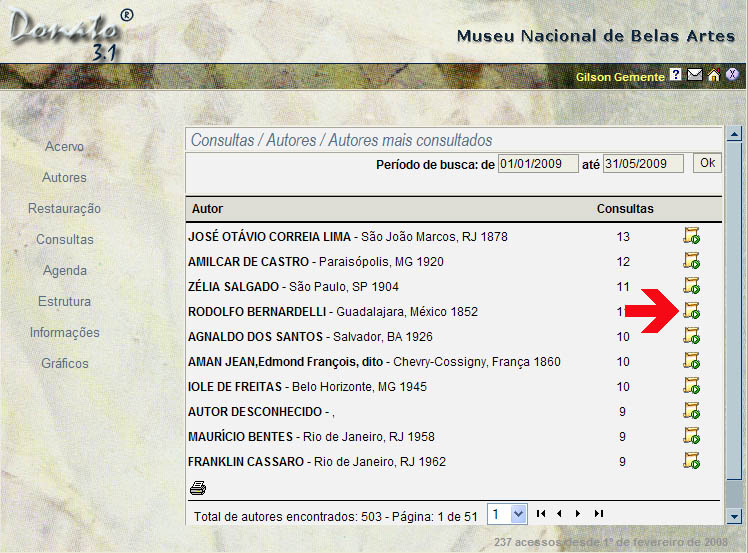 Donato®
3.1
Museu Nacional de Belas Artes
Gilson Gemente ?
Acervo
Autores
Restauração
Consultas
Agenda
Estrutura
Informações
Gráficos
Consultas / Autores / Autores mais consultados
Período de busca: de 01/01/2009 até 31/05/2009 Ok
Autor Consultas
JOSÉ OTÁVIO CORREIA LIMA - São João Marcos, RJ 1878 13
AMILCAR DE CASTRO - Paraisópolis, MG 1920 12
ZÉLIA SALGADO - São Paulo, SP 1904 11
RODOLFO BERNARDELLI - Guadalajara, México 1852
AGNALDO DOS SANTOS - Salvador, BA 1926 10
AMAN JEAN,Edmond François, dito - Chevry-Cossigny, França 1860 10
IOLE DE FREITAS - Belo Horizonte, MG 1945 10
AUTOR DESCONHECIDO - , 9
MAURÍCIO BENTES - Rio de Janeiro, RJ 1958 9
FRANKLIN CASSARO - Rio de Janeiro, RJ 1962 9
Total de autores encontrados: 503 - Página: 1 de 51 1
237 acessos desde 1º de fevereiro de 2008